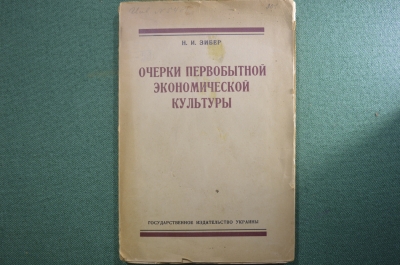 Н. И. ЗИБЕР
ОЧЕРКИ ПЕРВОБЫТНОЙ
ЭКОНОМИЧЕСКОЙ
КУЛЬТУРЫ
ГОСУДАРСТВЕННОЕ ИЗДАТЕЛЬСТВО УКРАИНЫ